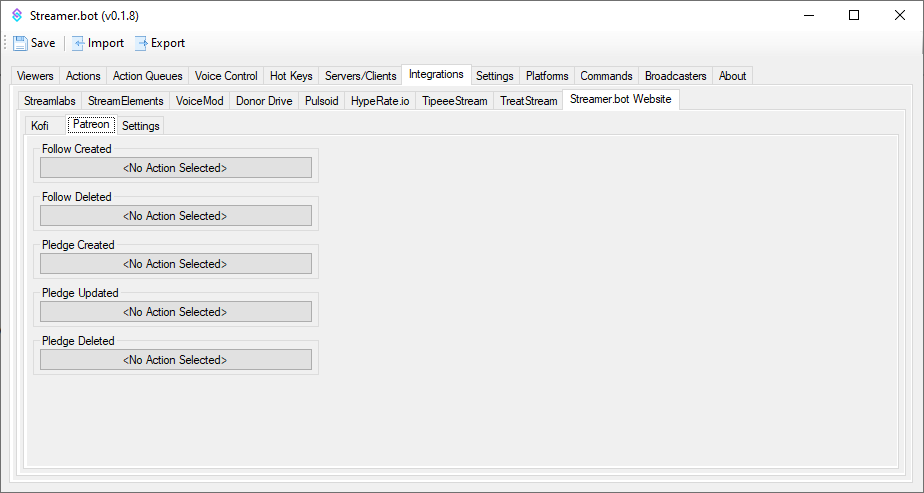 Streamer.bot (v0.1.8)
Save Import Export
Viewers Actions Action Queues Voice Control Hot Keys Servers/Clients Integrations Settings Platforms Commands Broadcasters About
Streamlabs StreamElements VoiceMod Donor Drive Pulsoid HypeRate.io TipeeeStream TreatStream Streamer.bot Website
Kofi Patreon Settings
Follow Created
<No Action Selected>
Follow Deleted
<No Action Selected>
Pledge Created
<No Action Selected>
Pledge Updated
<No Action Selected>
Pledge Deleted
<No Action Selected>